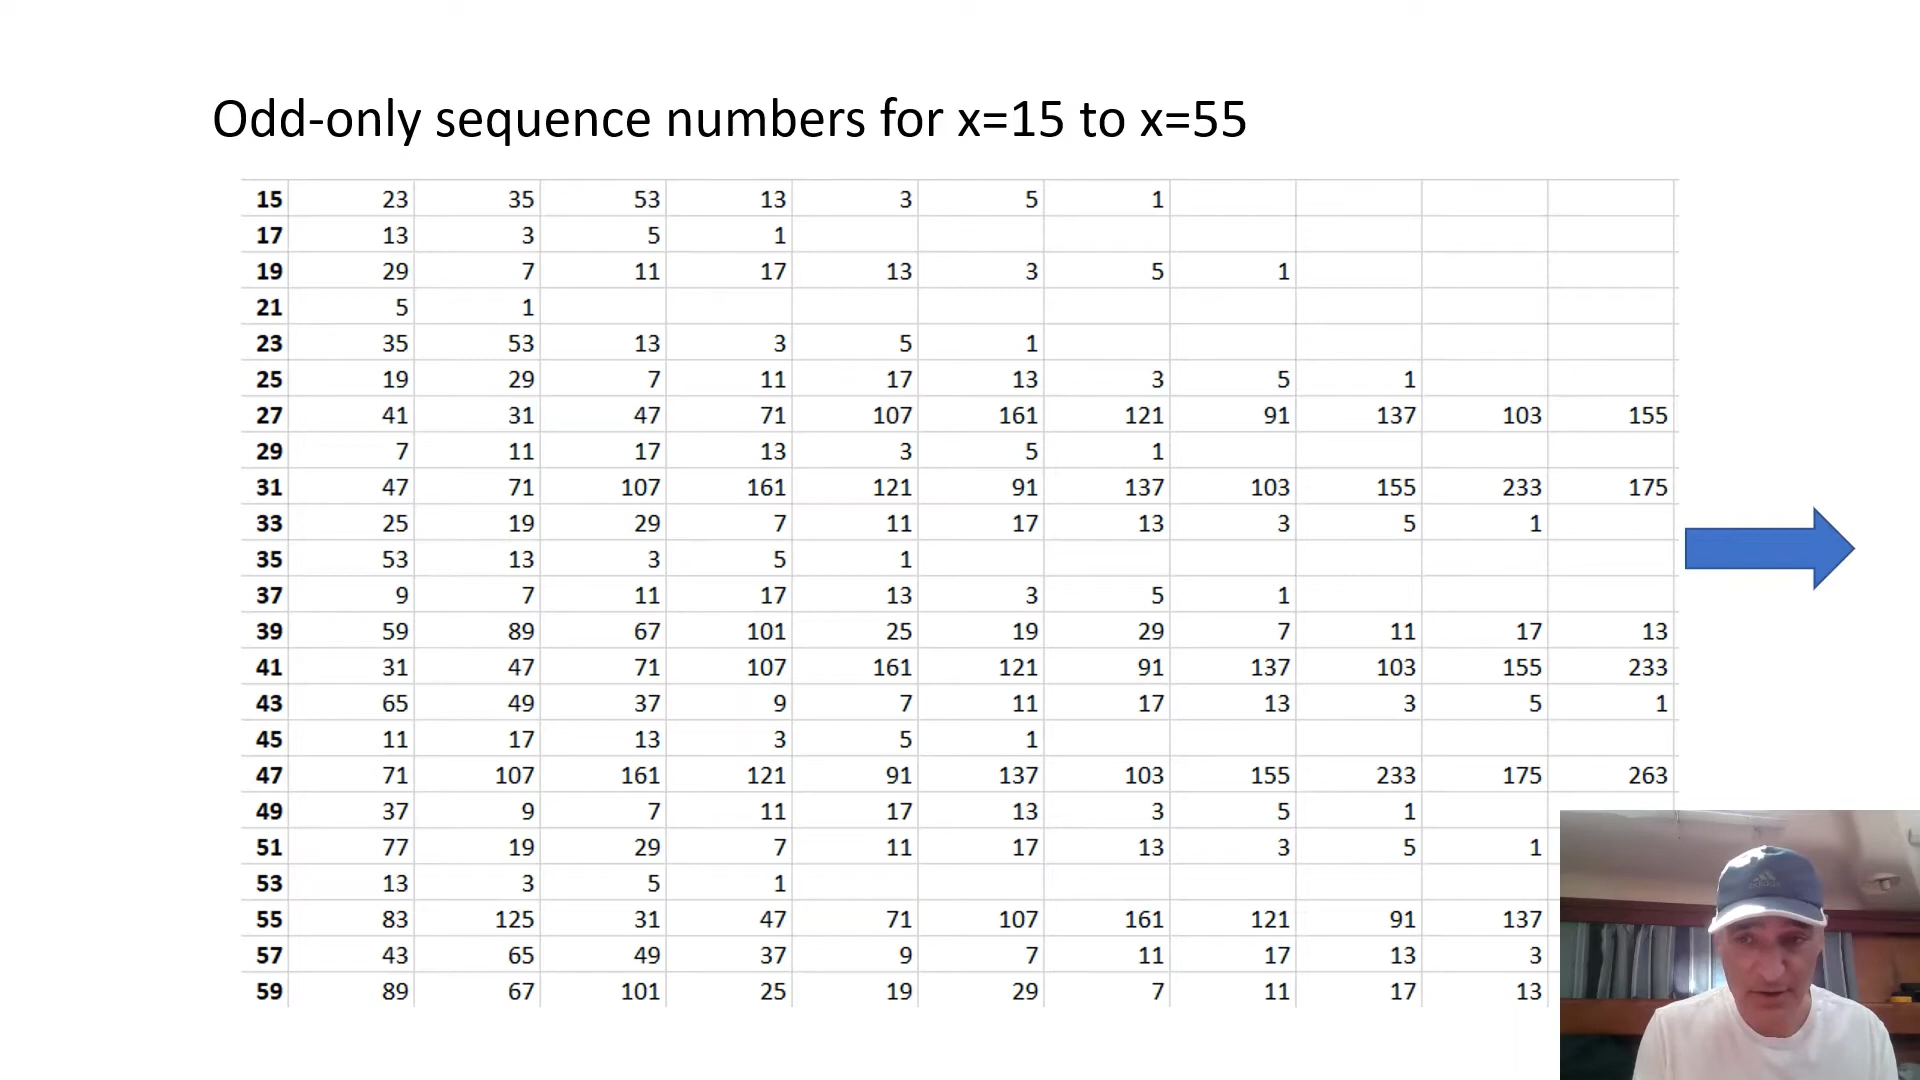 Odd-only sequence numbers for x=15 to x=55
15 23 35 53 13 3 5 1
17 13 3 5 1
19 29 7 11 17 13 3 5 1
21 5 1
23 35 53 13 3 5 1
25 19 29 7 11 17 13 3 5 1
27 41 31 47 71 107 161 121 91 137 103 155
29 7 11 17 13 3 5 1
31 47 71 107 161 121 91 137 103 155 233 175
33 25 19 29 7 11 17 13 3 5 1
35 53 13 3 5 1
37 9 7 11 17 13 3 5 1
39 59 89 67 101 25 19 29 7 11 17 13
41 31 47 71 107 161 121 91 137 103 155 233
43 65 49 37 9 7 11 17 13 3 5 1
45 11 17 13 3 5 1
47 71 107 161 121 91 137 103 155 233 175 263
49 37 9 7 11 17 13 3 5 1
51 77 19 29 7 11 17 13 3 5 1
53 13 3 5 1
55 83 125 31 47 71 107 161 121 91 137
57 43 65 49 37 9 7 11 17 13 3
59 89 67 101 25 19 29 7 11 17 13
adidas